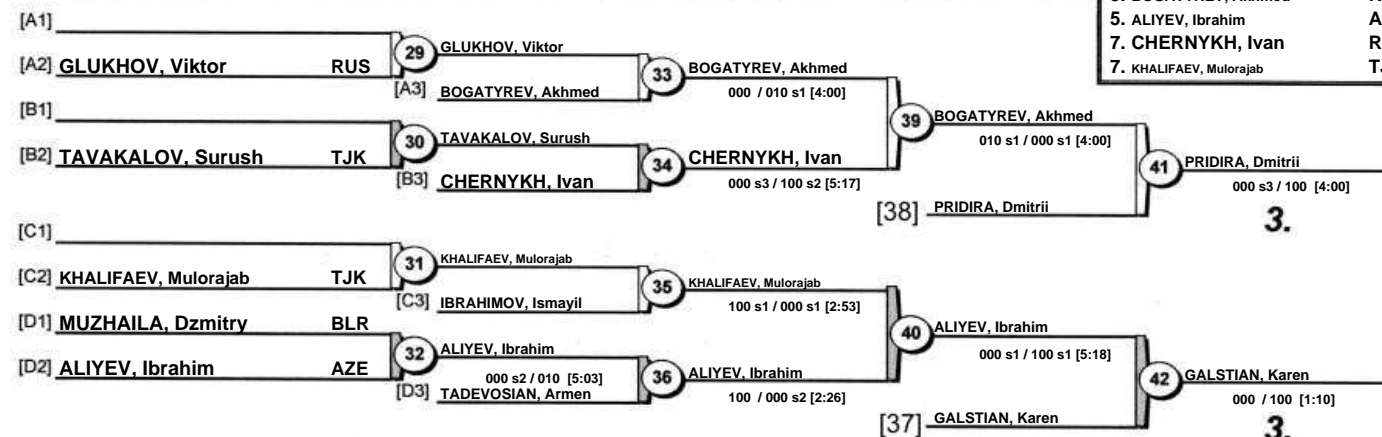 5. ALIYEV, Ibrahim A
7. CHERNYKH, Ivan R
7. KHALIFAEV, Mulorajab
[A1]
[A2] GLUKHOV, Viktor RUS
29
GLUKHOV, Viktor
[A3] BOGATYREV, Akhmed
33
BOGATYREV, Akhmed
000 / 010 s1 [4:00]
[B1]
[B2] TAVAKALOV, Surush TJK
30
TAVAKALOV, Surush
[B3] CHERNYKH, Ivan
34
CHERNYKH, Ivan
000 s3 / 100 s2 [5:17]
39
BOGATYREV, Akhmed
010 s1 / 000 s1 [4:00]
[38] PRIDIRA, Dmitrii
41
PRIDIRA, Dmitrii
000 s3 / 100 [4:00]
3.
[C1]
[C2] KHALIFAEV, Mulorajab TJK
31
KHALIFAEV, Mulorajab
[C3] IBRAHIMOV, Ismayil
35
KHALIFAEV, Mulorajab
100 s1 / 000 s1 [2:53]
[D1] MUZHAILA, Dzmitry BLR
[D2] ALIYEV, Ibrahim AZE
32
ALIYEV, Ibrahim
000 s2 / 010 [5:03]
[D3] TADEVOSIAN, Armen
36
ALIYEV, Ibrahim
100 / 000 s2 [2:26]
40
ALIYEV, Ibrahim
000 s1 / 100 s1 [5:18]
[37] GALSTIAN, Karen
42
GALSTIAN, Karen
000 / 100 [1:10]
3.